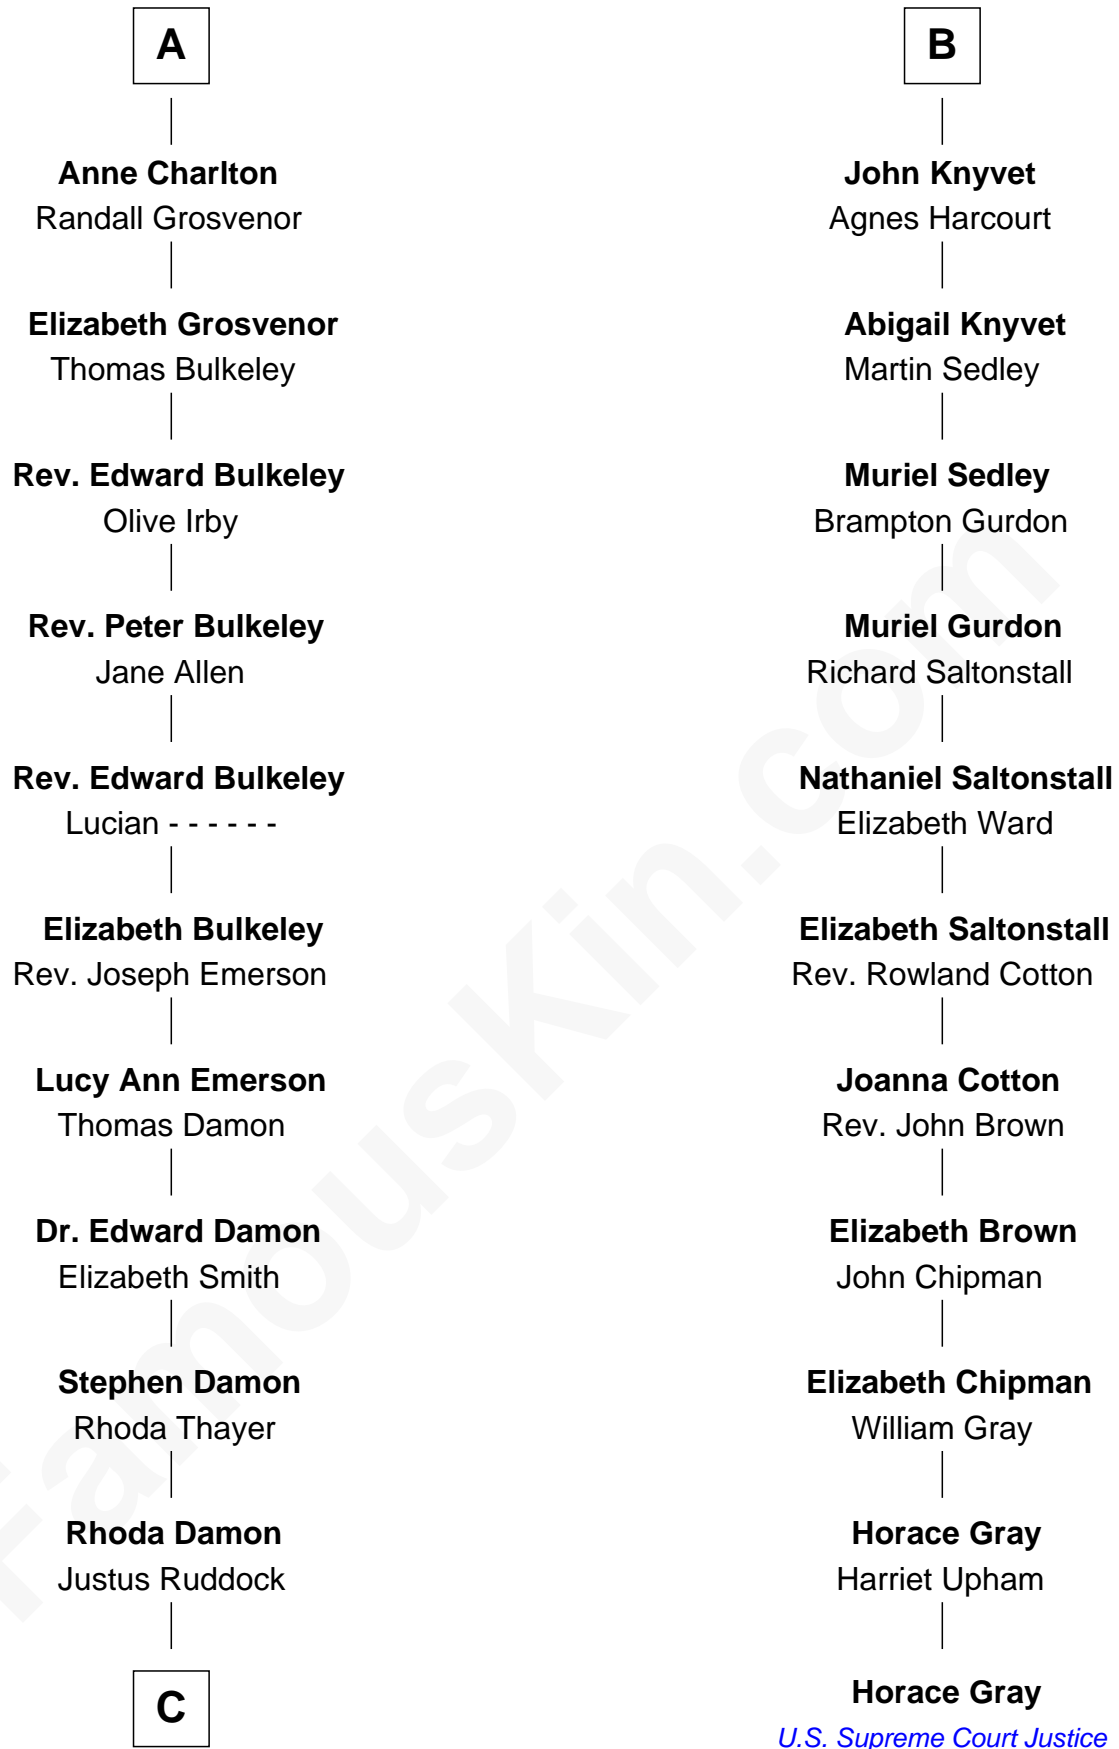 A
Anne Charlton
Randall Grosvenor
Elizabeth Grosvenor
Thomas Bulkeley
Rev. Edward Bulkeley
Olive Irby
Rev. Peter Bulkeley
Jane Allen
Rev. Edward Bulkeley
Lucian - - - - - -
Elizabeth Bulkeley
Rev. Joseph Emerson
Lucy Ann Emerson
Thomas Damon
Dr. Edward Damon
Elizabeth Smith
Stephen Damon
Rhoda Thayer
Rhoda Damon
Justus Ruddock
C
B
John Knyvet
Agnes Harcourt
Abigail Knyvet
Martin Sedley
Muriel Sedley
Brampton Gurdon
Muriel Gurdon
Richard Saltonstall
Nathaniel Saltonstall
Elizabeth Ward
Elizabeth Saltonstall
Rev. Rowland Cotton
Joanna Cotton
Rev. John Brown
Elizabeth Brown
John Chipman
Elizabeth Chipman
William Gray
Horace Gray
Harriet Upham
Horace Gray
U.S. Supreme Court Justice
FamousKin.com